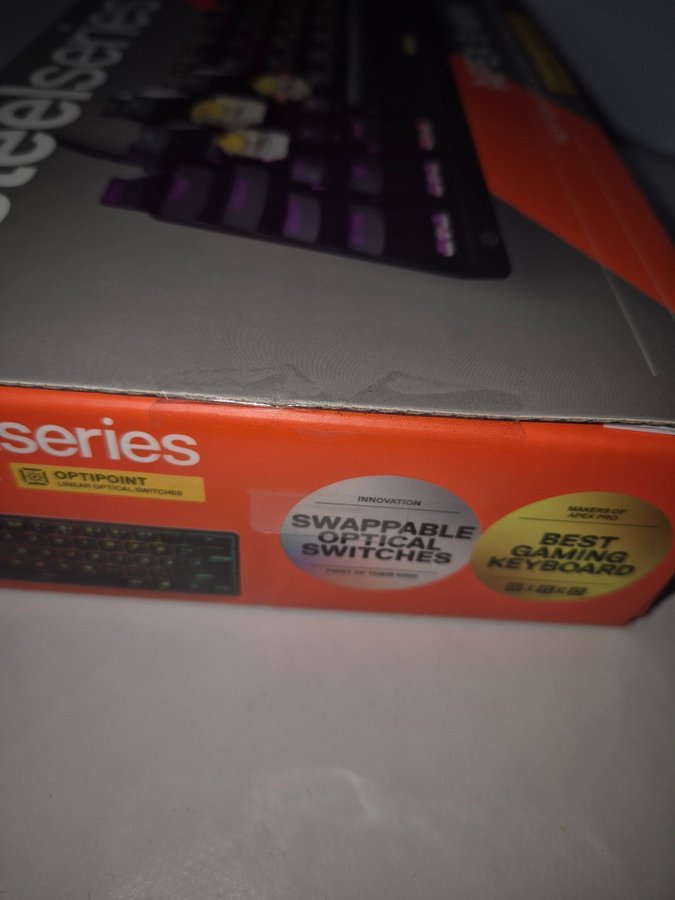 steelseries
series
OPTIPOINT
LINEAR OPTICAL SWITCHES
INNOVATION
SWAPPABLE
OPTICAL
SWITCHES
FIRST OF THEIR KIND
MAKERS OF
APEX PRO
BEST
GAMING
KEYBOARD
WIRED